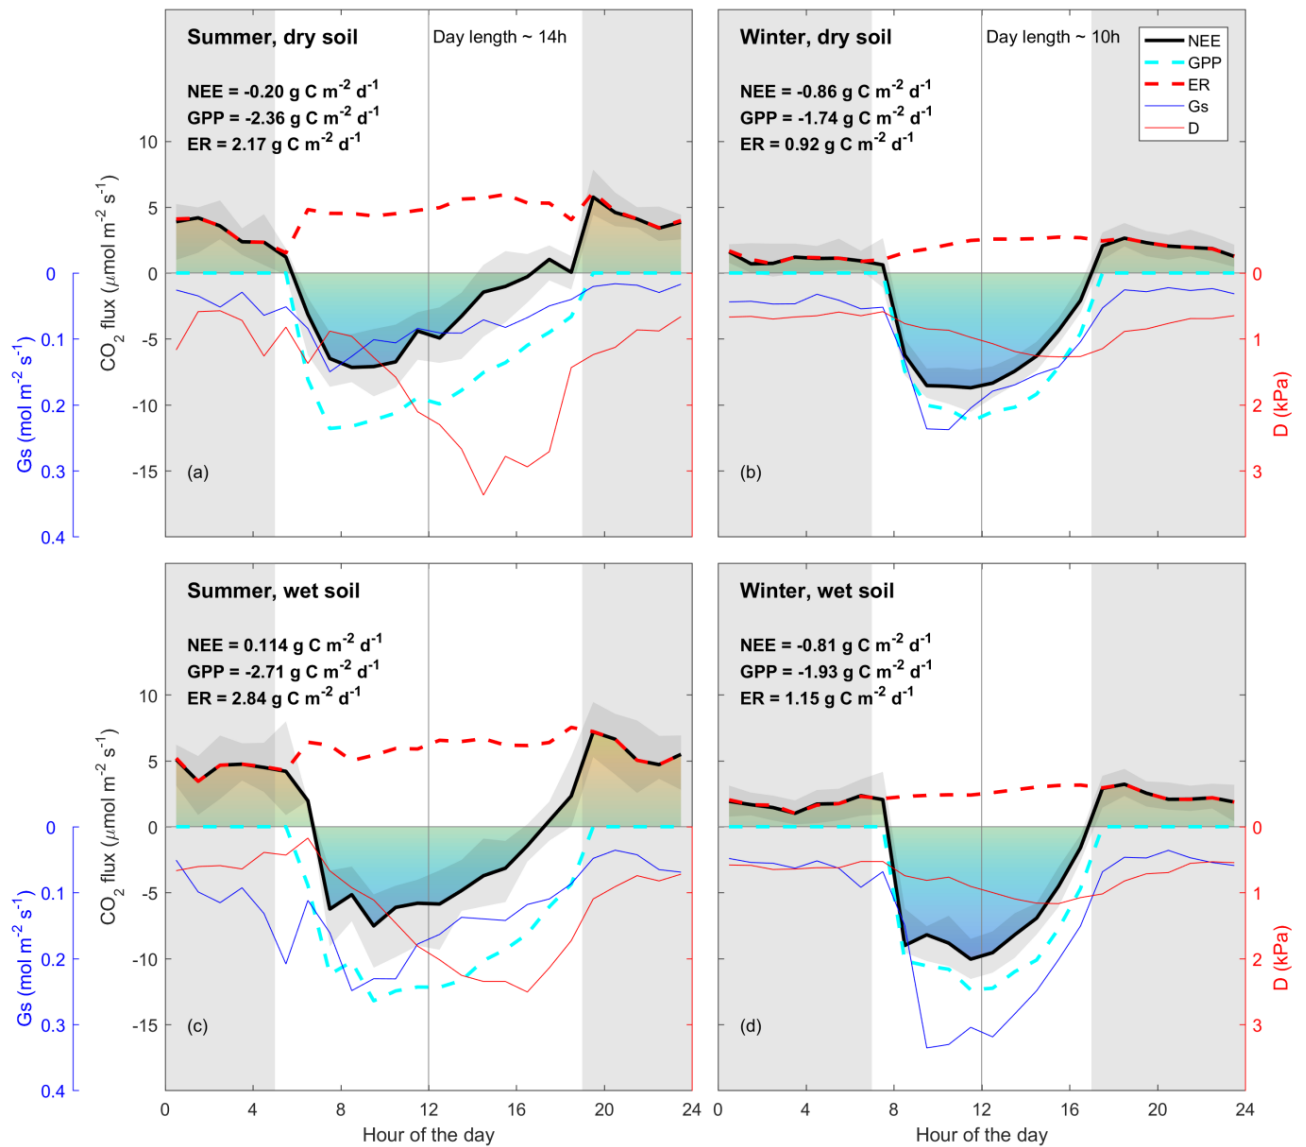 Summer, dry soil
Day length ~ 14h
NEE = -0.20 g C m⁻² d⁻¹
GPP = -2.36 g C m⁻² d⁻¹
ER = 2.17 g C m⁻² d⁻¹
10
5
0
-5
-10
-15
CO₂ flux (μmol m⁻² s⁻¹)
0
0.1
0.2
0.3
0.4
Gs (mol m⁻² s⁻¹)
(a)
Winter, dry soil
Day length ~ 10h
NEE = -0.86 g C m⁻² d⁻¹
GPP = -1.74 g C m⁻² d⁻¹
ER = 0.92 g C m⁻² d⁻¹
NEE
GPP
ER
Gs
D
0
1
2
3
D (kPa)
(b)
Summer, wet soil
NEE = 0.114 g C m⁻² d⁻¹
GPP = -2.71 g C m⁻² d⁻¹
ER = 2.84 g C m⁻² d⁻¹
10
5
0
-5
-10
-15
CO₂ flux (μmol m⁻² s⁻¹)
0
0.1
0.2
0.3
0.4
Gs (mol m⁻² s⁻¹)
(c)
0 4 8 12 16 20 24
Hour of the day
Winter, wet soil
NEE = -0.81 g C m⁻² d⁻¹
GPP = -1.93 g C m⁻² d⁻¹
ER = 1.15 g C m⁻² d⁻¹
0
1
2
3
D (kPa)
(d)
4 8 12 16 20 24
Hour of the day